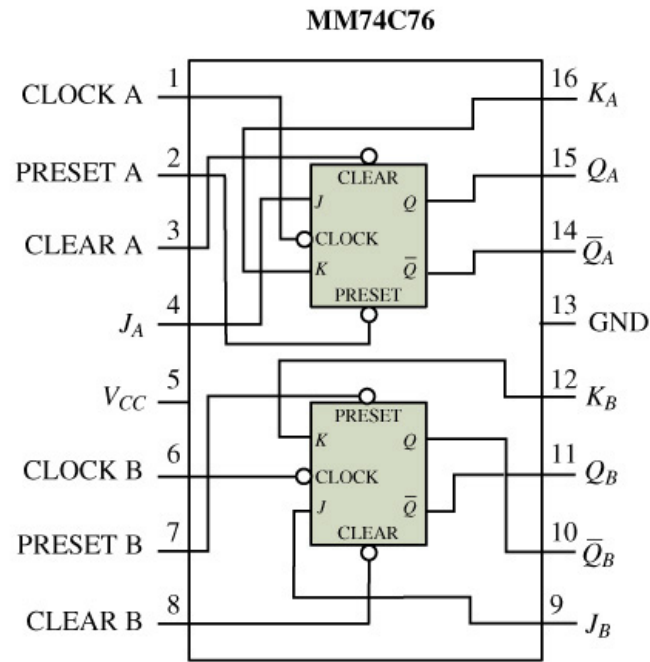 MM74C76
CLOCK A
1
PRESET A
2
CLEAR A
3
J_A
4
V_CC
5
CLOCK B
6
PRESET B
7
CLEAR B
8
CLEAR
J
Q
CLOCK
K
Q̅
PRESET
PRESET
K
Q
CLOCK
J
Q̅
CLEAR
16
K_A
15
Q_A
14
Q̅_A
13
GND
12
K_B
11
Q_B
10
Q̅_B
9
J_B